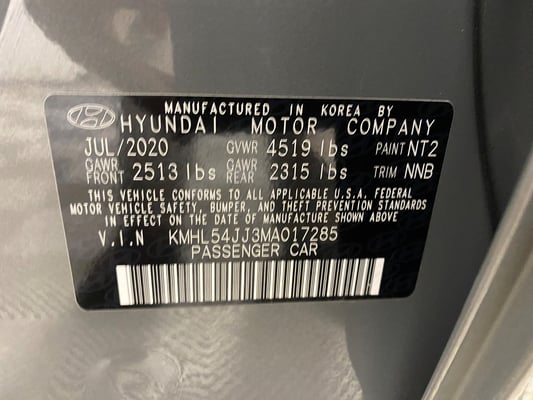 MANUFACTURED IN KOREA BY
HYUNDAI MOTOR COMPANY
JUL/2020 GVWR 4519 lbs PAINT NT2
GAWR FRONT 2513 lbs GAWR REAR 2315 lbs TRIM NNB
THIS VEHICLE CONFORMS TO ALL APPLICABLE U.S.A. FEDERAL
MOTOR VEHICLE SAFETY, BUMPER, AND THEFT PREVENTION STANDARDS
IN EFFECT ON THE DATE OF MANUFACTURE SHOWN ABOVE
V.I.N KMHL54JJ3MA017285
PASSENGER CAR